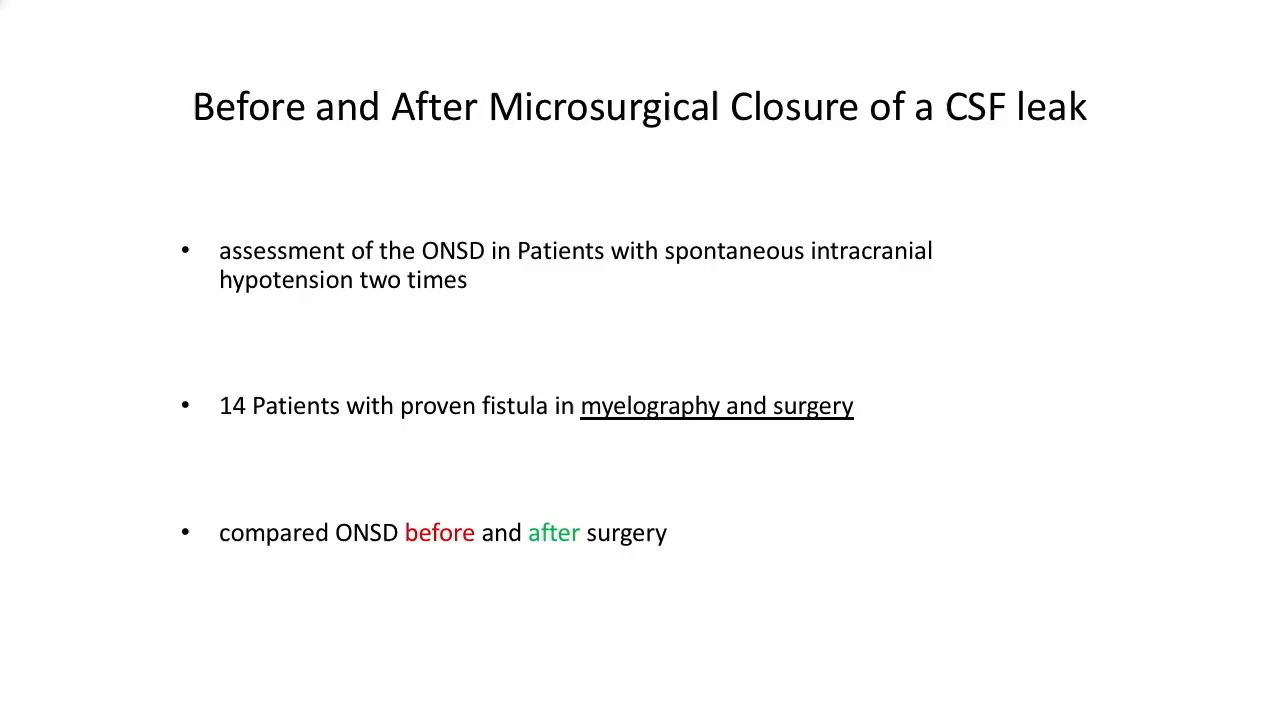 Before and After Microsurgical Closure of a CSF leak
• assessment of the ONSD in Patients with spontaneous intracranial
hypotension two times
• 14 Patients with proven fistula in myelography and surgery
• compared ONSD before and after surgery